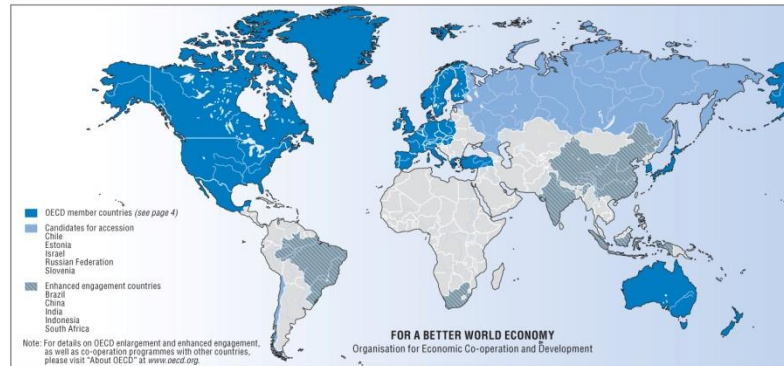 OECD member countries (see page 4)
Candidates for accession
Chile
Estonia
Israel
Russian Federation
Slovenia
Enhanced engagement countries
Brazil
China
India
Indonesia
South Africa
Note: For details on OECD enlargement and enhanced engagement,
as well as co-operation programmes with other countries,
please visit "About OECD" at www.oecd.org.
FOR A BETTER WORLD ECONOMY
Organisation for Economic Co-operation and Development